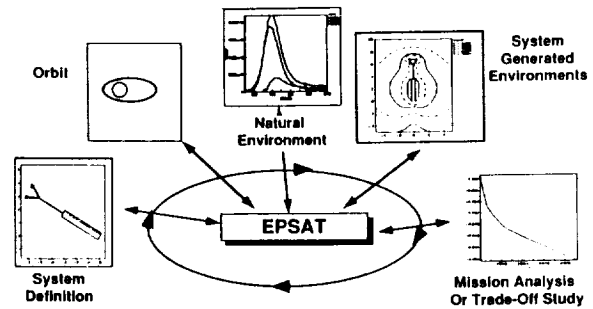 Orbit
System
Generated
Environments
Natural
Environment
EPSAT
System
Definition
Mission Analysis
Or Trade-Off Study